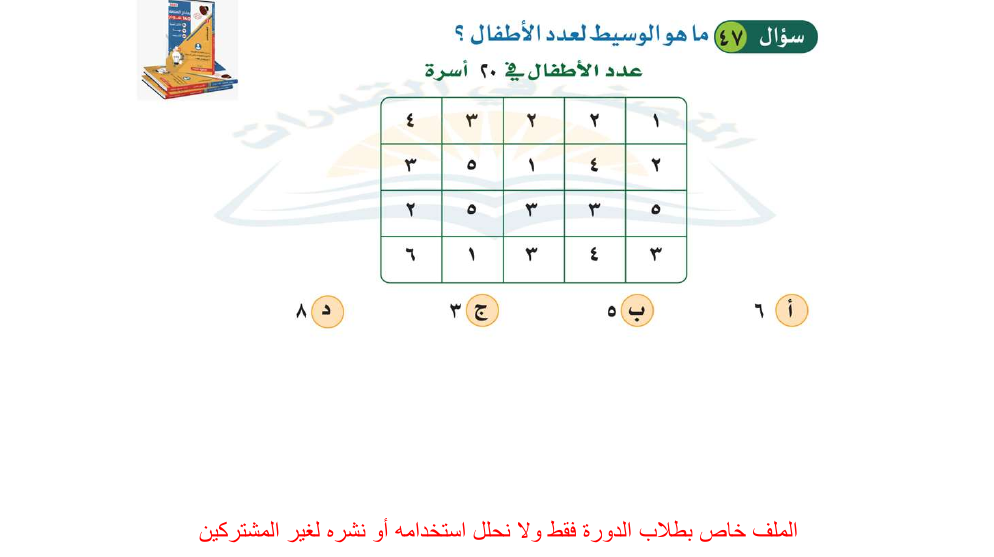 سؤال ٤٧ ما هو الوسيط لعدد الأطفال ؟
عدد الأطفال في ٢٠ أسرة
١ ٢ ٢ ٣ ٤
٢ ٤ ١ ٥ ٣
٥ ٣ ٣ ٥ ٢
٣ ٤ ٣ ١ ٦
أ ٦ ب ٥ ج ٣ د ٨
الملف خاص بطلاب الدورة فقط ولا نحلل استخدامه أو نشره لغير المشتركين